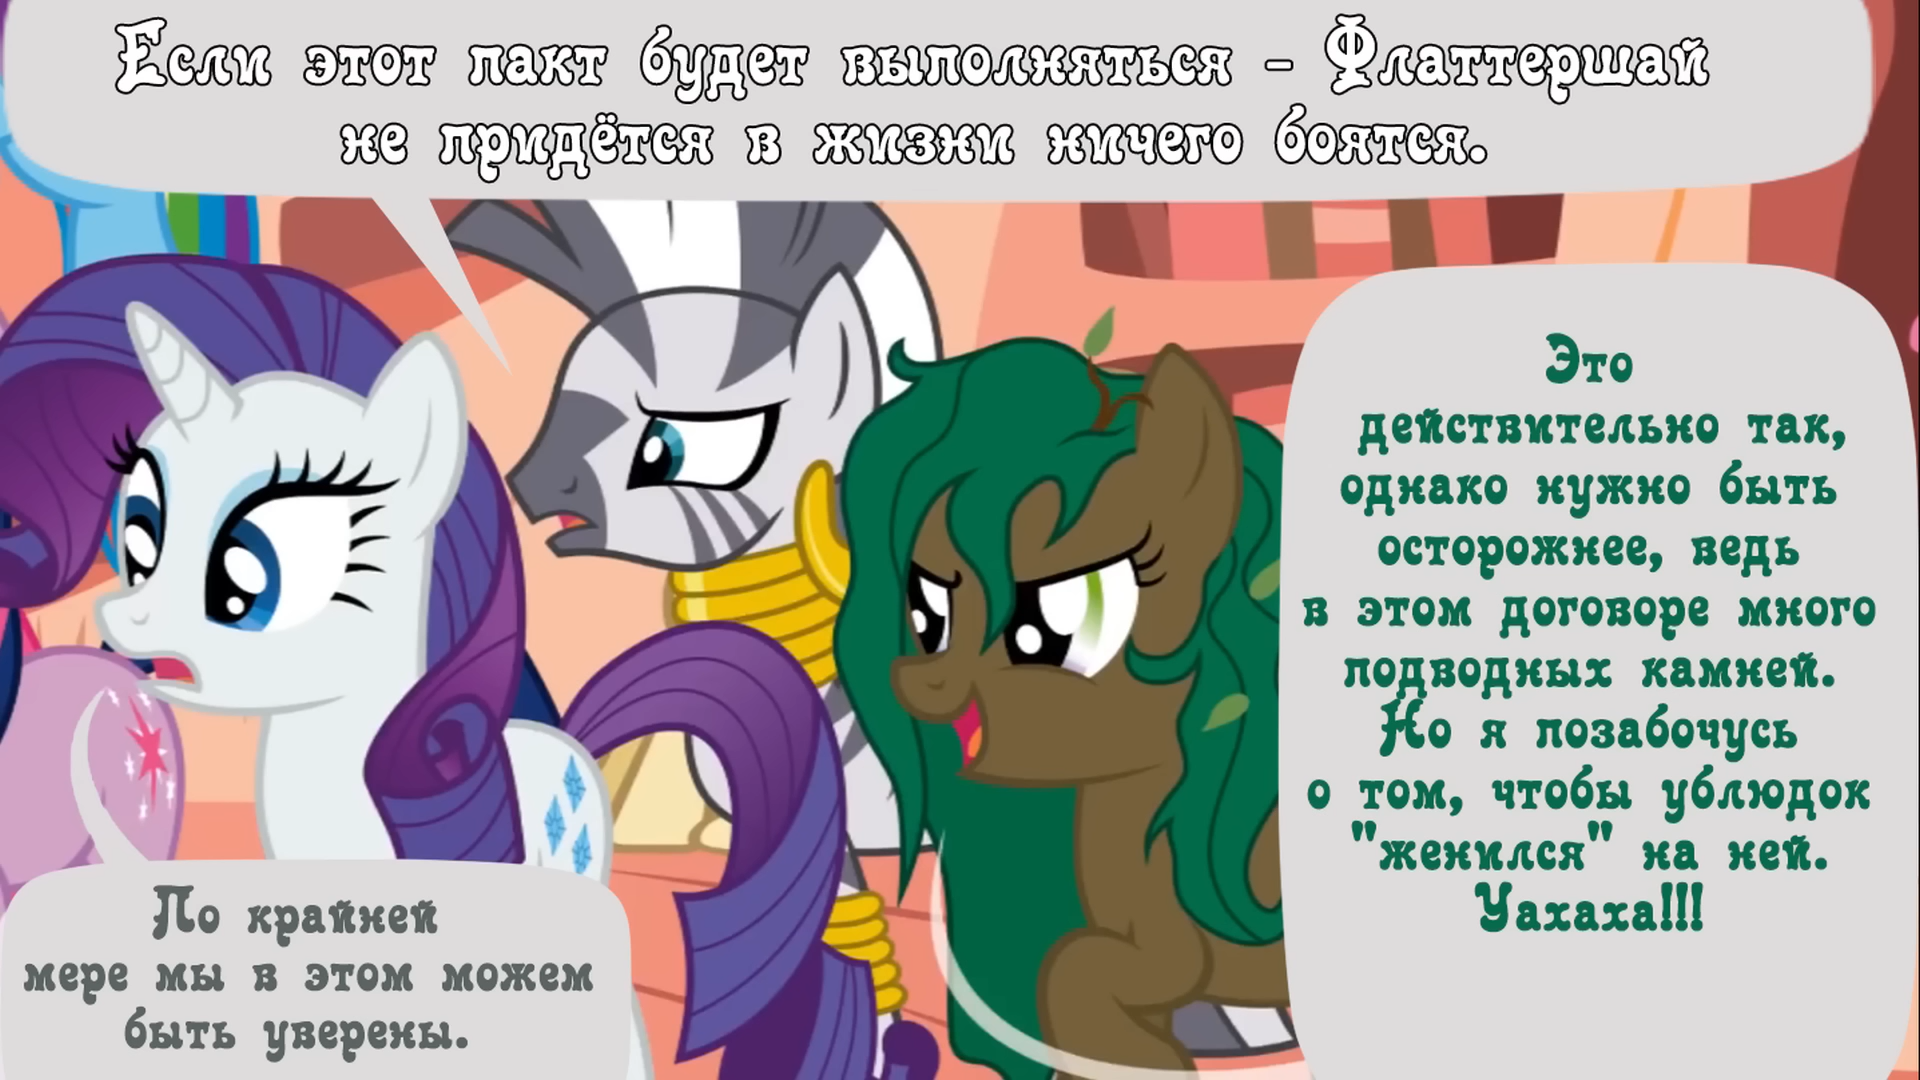 Если этот пакт будет выполняться - Флаттершай
не придётся в жизни ничего боятся.
Это
действительно так,
однако нужно быть
осторожнее, ведь
в этом договоре много
подводных камней.
Но я позабочусь
о том, чтобы ублюдок
"женился" на ней.
Уахаха!!!
По крайней
мере мы в этом можем
быть уверены.